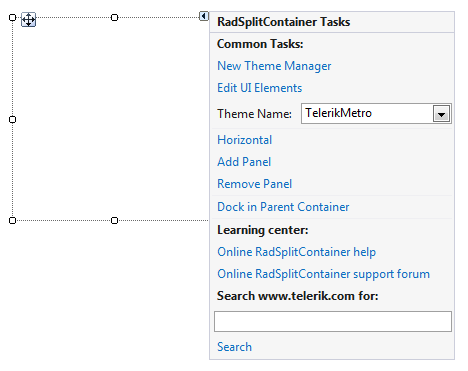 RadSplitContainer Tasks
Common Tasks:
New Theme Manager
Edit UI Elements
Theme Name: TelerikMetro
Horizontal
Add Panel
Remove Panel
Dock in Parent Container
Learning center:
Online RadSplitContainer help
Online RadSplitContainer support forum
Search www.telerik.com for:
Search